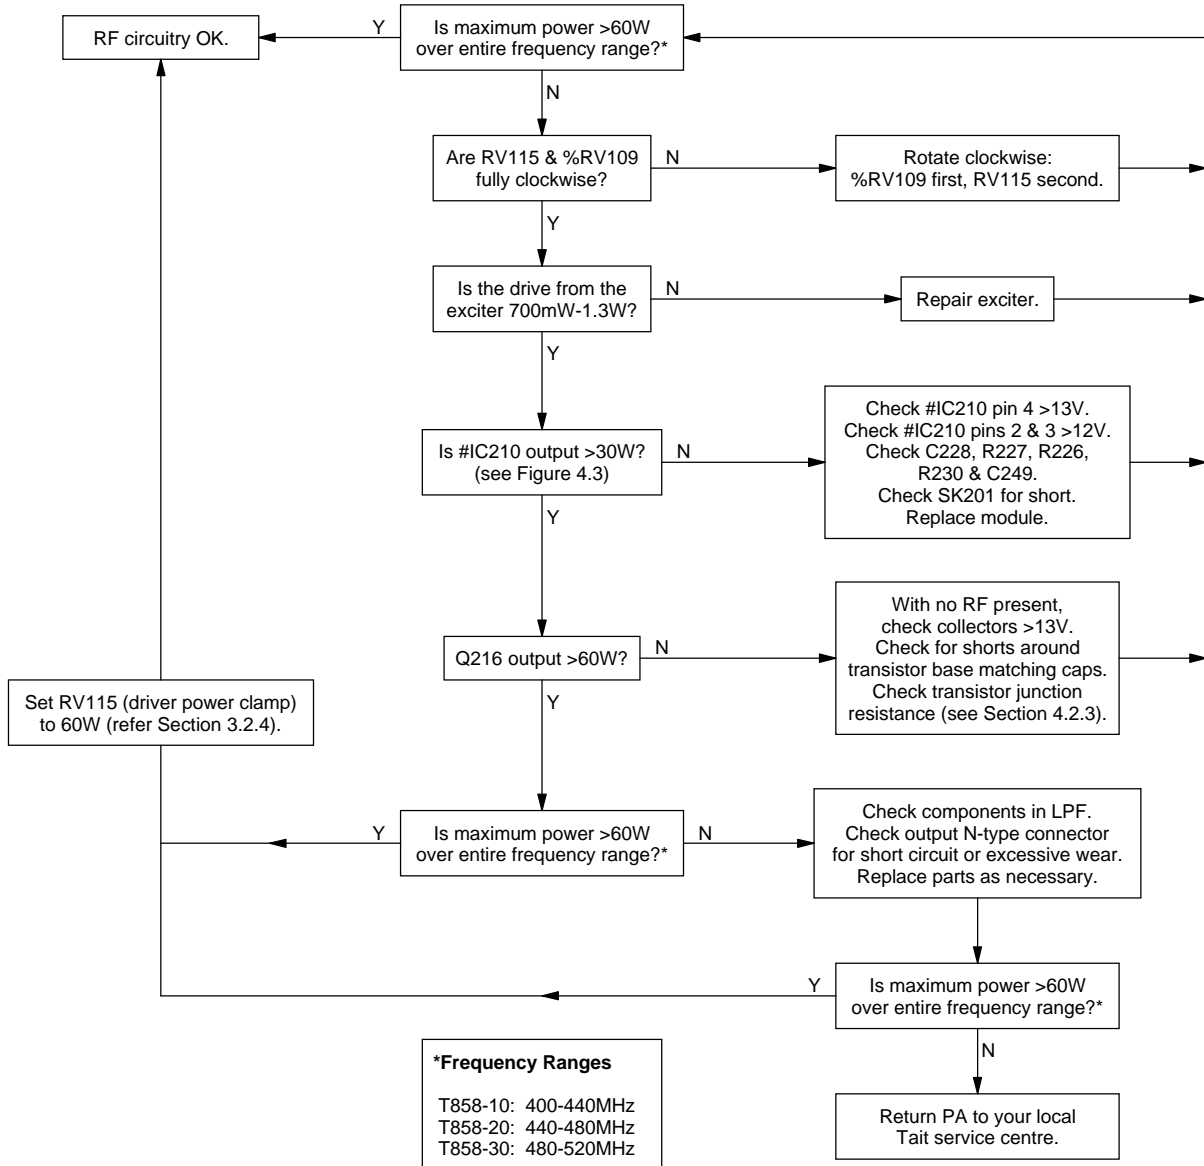 RF circuitry OK.
Y
Is maximum power >60W
over entire frequency range?*
N
Are RV115 & %RV109
fully clockwise?
N
Rotate clockwise:
%RV109 first, RV115 second.
Y
Is the drive from the
exciter 700mW-1.3W?
N
Repair exciter.
Y
Is #IC210 output >30W?
(see Figure 4.3)
N
Check #IC210 pin 4 >13V.
Check #IC210 pins 2 & 3 >12V.
Check C228, R227, R226,
R230 & C249.
Check SK201 for short.
Replace module.
Y
Q216 output >60W?
N
With no RF present,
check collectors >13V.
Check for shorts around
transistor base matching caps.
Check transistor junction
resistance (see Section 4.2.3).
Set RV115 (driver power clamp)
to 60W (refer Section 3.2.4).
Y
Y
Is maximum power >60W
over entire frequency range?*
N
Check components in LPF.
Check output N-type connector
for short circuit or excessive wear.
Replace parts as necessary.
Y
Is maximum power >60W
over entire frequency range?*
N
Return PA to your local
Tait service centre.
*Frequency Ranges
T858-10: 400-440MHz
T858-20: 440-480MHz
T858-30: 480-520MHz